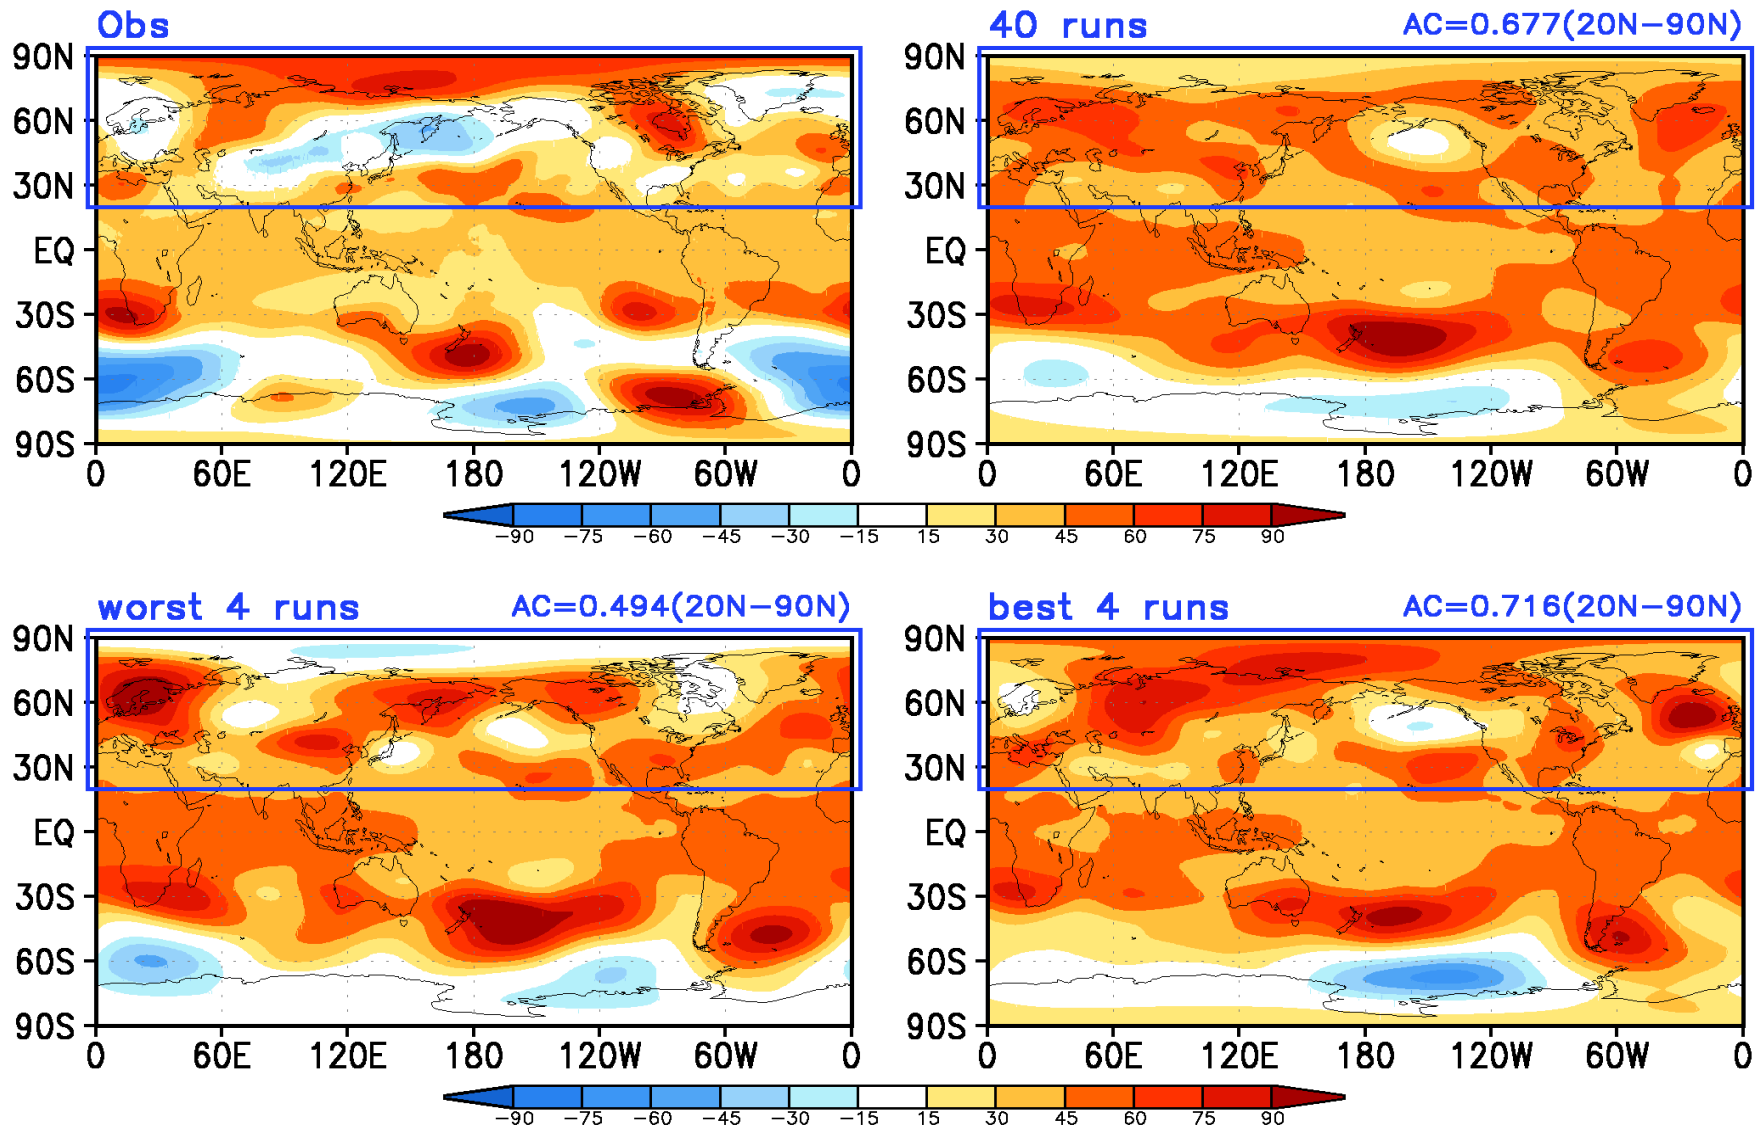 Obs
40 runs AC=0.677(20N−90N)
90N 90N
60N 60N
30N 30N
EQ EQ
30S 30S
60S 60S
90S 90S
0 60E 120E 180 120W 60W 0 0 60E 120E 180 120W 60W 0
−90 −75 −60 −45 −30 −15 15 30 45 60 75 90
worst 4 runs AC=0.494(20N−90N) best 4 runs AC=0.716(20N−90N)
90N 90N
60N 60N
30N 30N
EQ EQ
30S 30S
60S 60S
90S 90S
0 60E 120E 180 120W 60W 0 0 60E 120E 180 120W 60W 0
−90 −75 −60 −45 −30 −15 15 30 45 60 75 90